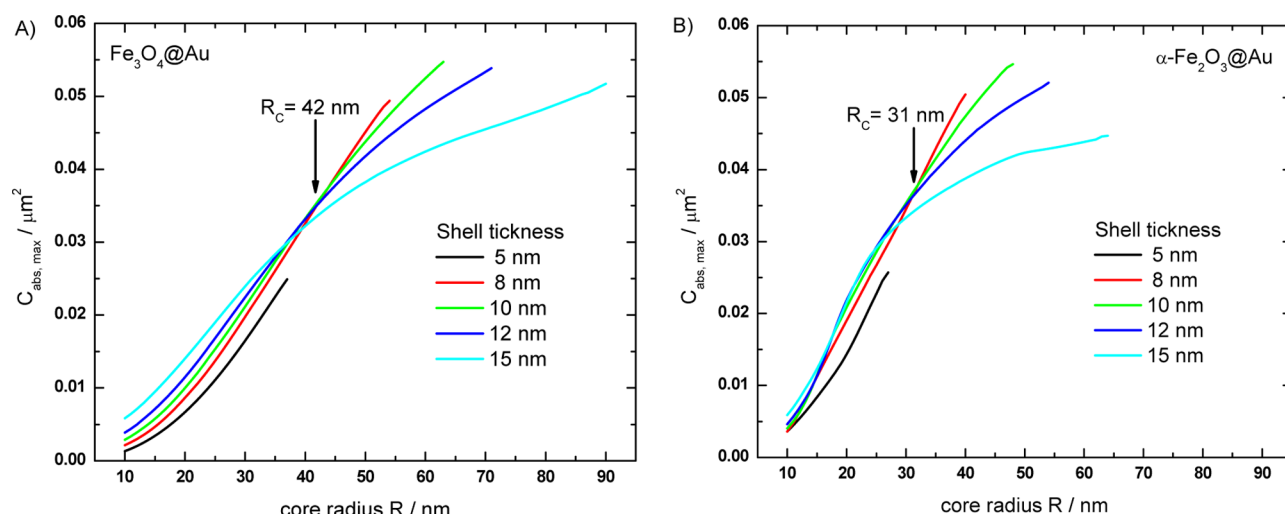 A)
Fe₃O₄@Au
0.06
0.05
0.04
0.03
0.02
0.01
0.00
C_abs, max / μm²
R_C= 42 nm
Shell tickness
5 nm
8 nm
10 nm
12 nm
15 nm
10 20 30 40 50 60 70 80 90
core radius R / nm
B)
α-Fe₂O₃@Au
0.06
0.05
0.04
0.03
0.02
0.01
0.00
C_abs, max / μm²
R_C= 31 nm
Shell tickness
5 nm
8 nm
10 nm
12 nm
15 nm
10 20 30 40 50 60 70 80 90
core radius R / nm